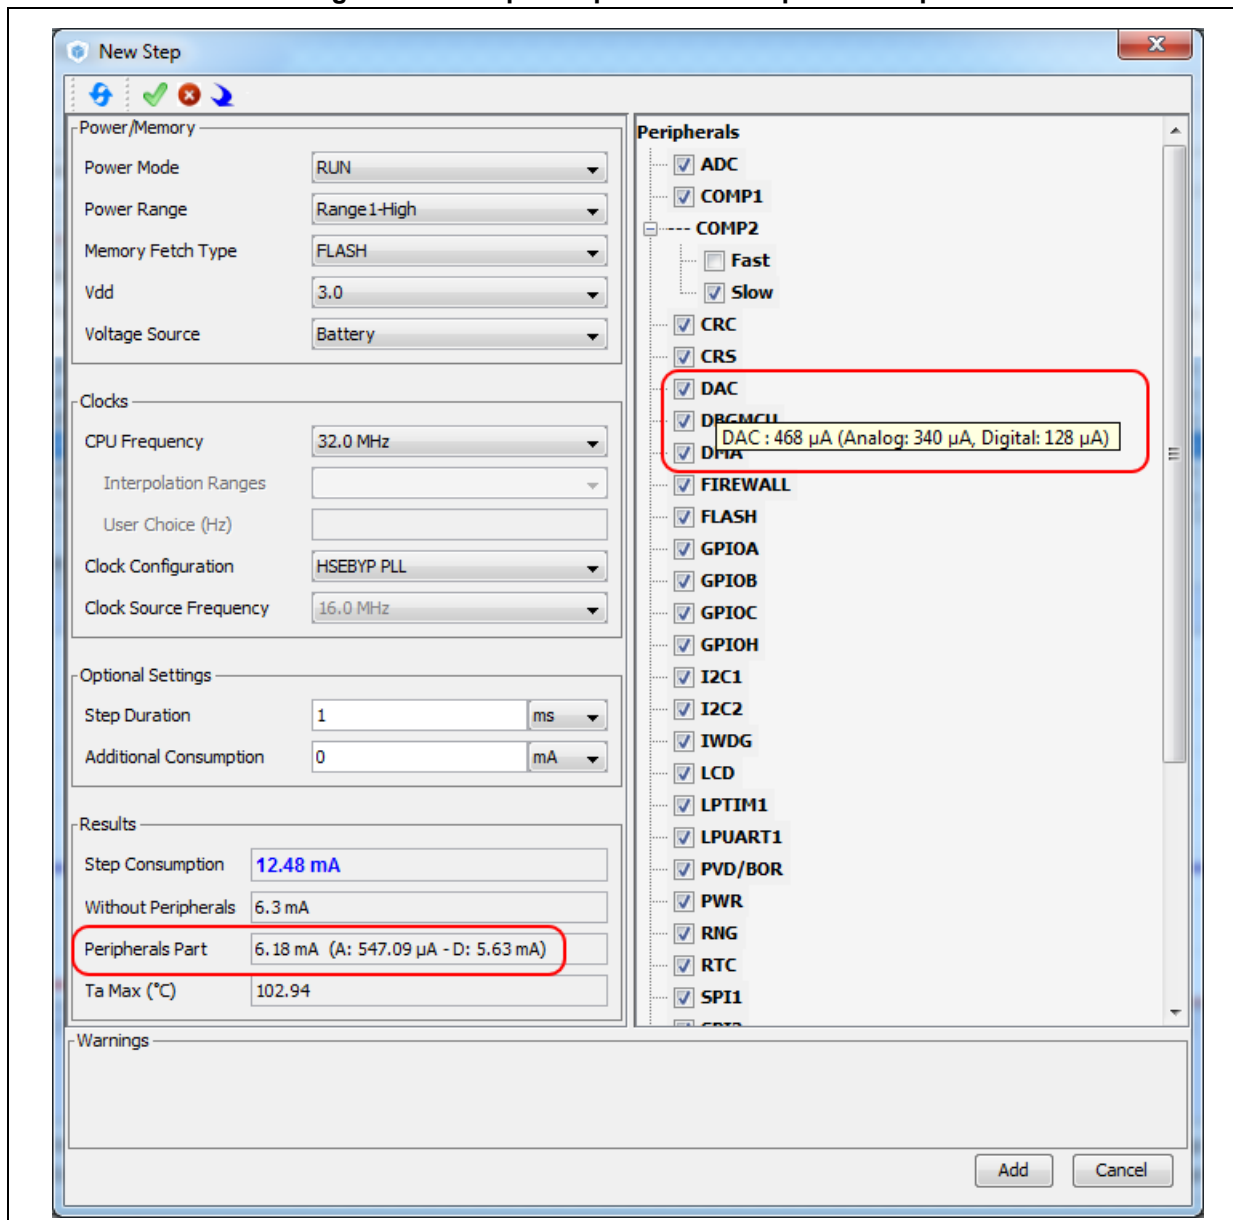 New Step
Power/Memory
Power Mode RUN
Power Range Range1-High
Memory Fetch Type FLASH
Vdd 3.0
Voltage Source Battery
Clocks
CPU Frequency 32.0 MHz
Interpolation Ranges
User Choice (Hz)
Clock Configuration HSEBYP PLL
Clock Source Frequency 16.0 MHz
Optional Settings
Step Duration 1 ms
Additional Consumption 0 mA
Results
Step Consumption 12.48 mA
Without Peripherals 6.3 mA
Peripherals Part 6.18 mA (A: 547.09 µA - D: 5.63 mA)
Ta Max (°C) 102.94
Peripherals
ADC
COMP1
COMP2
Fast
Slow
CRC
CRS
DAC
DBGMCU
DAC : 468 µA (Analog: 340 µA, Digital: 128 µA)
DMA
FIREWALL
FLASH
GPIOA
GPIOB
GPIOC
GPIOH
I2C1
I2C2
IWDG
LCD
LPTIM1
LPUART1
PVD/BOR
PWR
RNG
RTC
SPI1
Warnings
Add Cancel